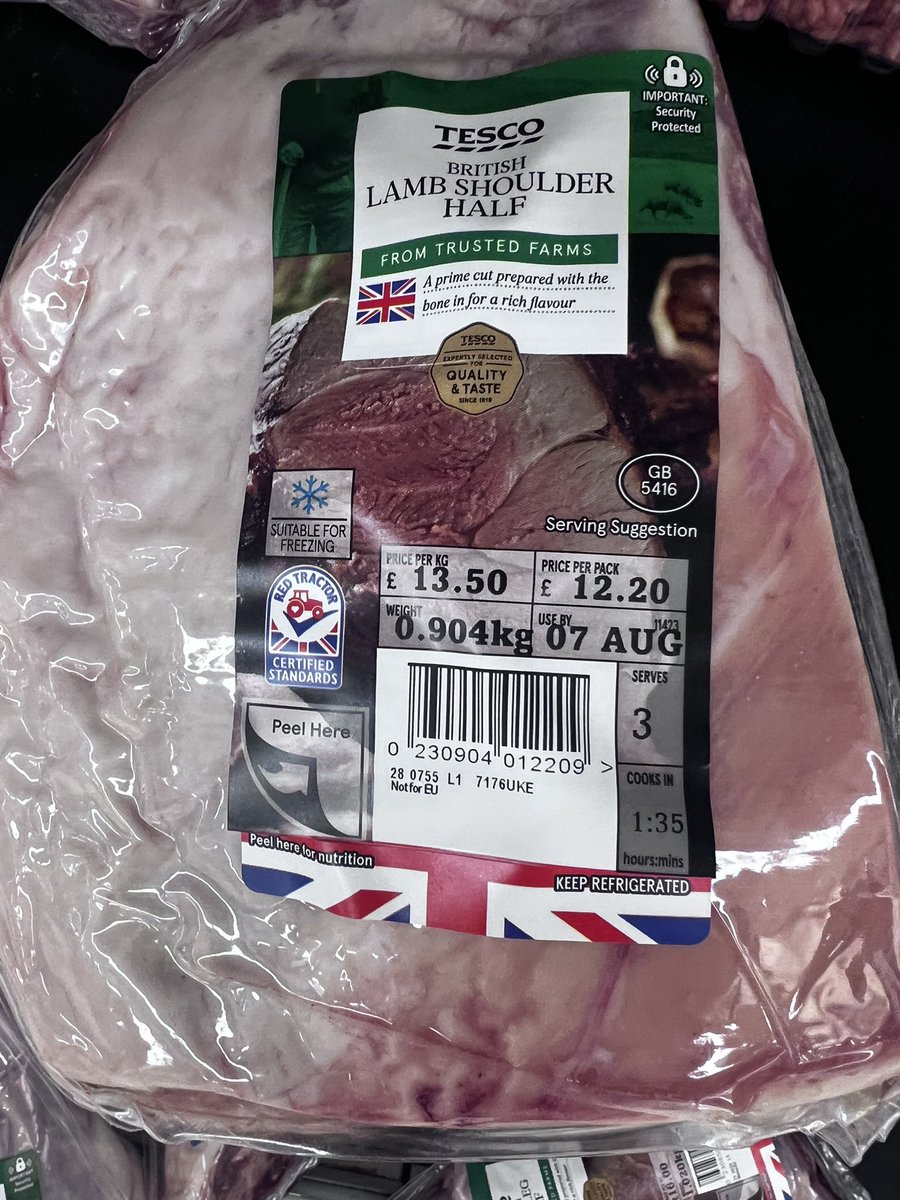 IMPORTANT:
Security
Protected
TESCO
BRITISH
LAMB SHOULDER
HALF
FROM TRUSTED FARMS
A prime cut prepared with the
bone in for a rich flavour
TESCO
EXPERTLY SELECTED
FOR
QUALITY
& TASTE
SINCE 1919
GB
5416
Serving Suggestion
SUITABLE FOR
FREEZING
RED TRACTOR
CERTIFIED
STANDARDS
PRICE PER KG
£ 13.50
PRICE PER PACK
£ 12.20
WEIGHT
0.904kg
USE BY
11423
07 AUG
SERVES
3
COOKS IN
1:35
hours:mins
Peel Here
0 230904 012209 >
28 0755 L1 7176UKE
Not for EU
Peel here for nutrition
KEEP REFRIGERATED